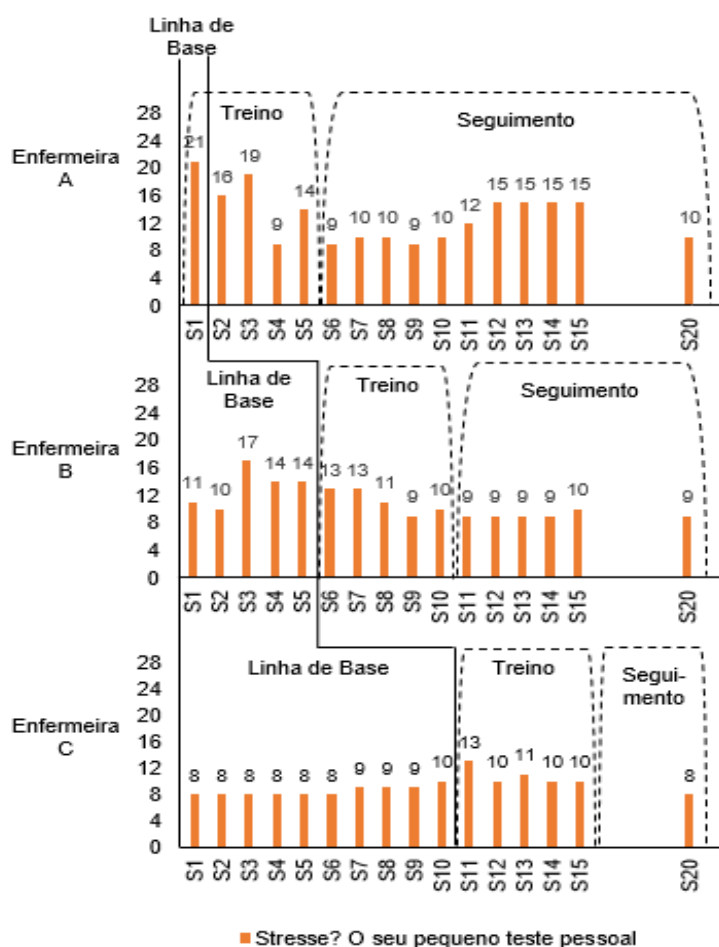 Linha de
Base
Treino
Seguimento
Enfermeira
A
28
24
20
16
12
8
4
0
21
16
19
9
14
9
10
10
9
10
12
15
15
15
15
10
S1
S2
S3
S4
S5
S6
S7
S8
S9
S10
S11
S12
S13
S14
S15
S20
Linha de
Base
Treino
Seguimento
Enfermeira
B
28
24
20
16
12
8
4
0
11
10
17
14
14
13
13
11
9
10
9
9
9
9
10
9
S1
S2
S3
S4
S5
S6
S7
S8
S9
S10
S11
S12
S13
S14
S15
S20
Linha de Base
Treino
Segui-
mento
Enfermeira
C
28
24
20
16
12
8
4
0
8
8
8
8
8
8
9
9
9
10
13
10
11
10
10
8
S1
S2
S3
S4
S5
S6
S7
S8
S9
S10
S11
S12
S13
S14
S15
S20
Stresse? O seu pequeno teste pessoal